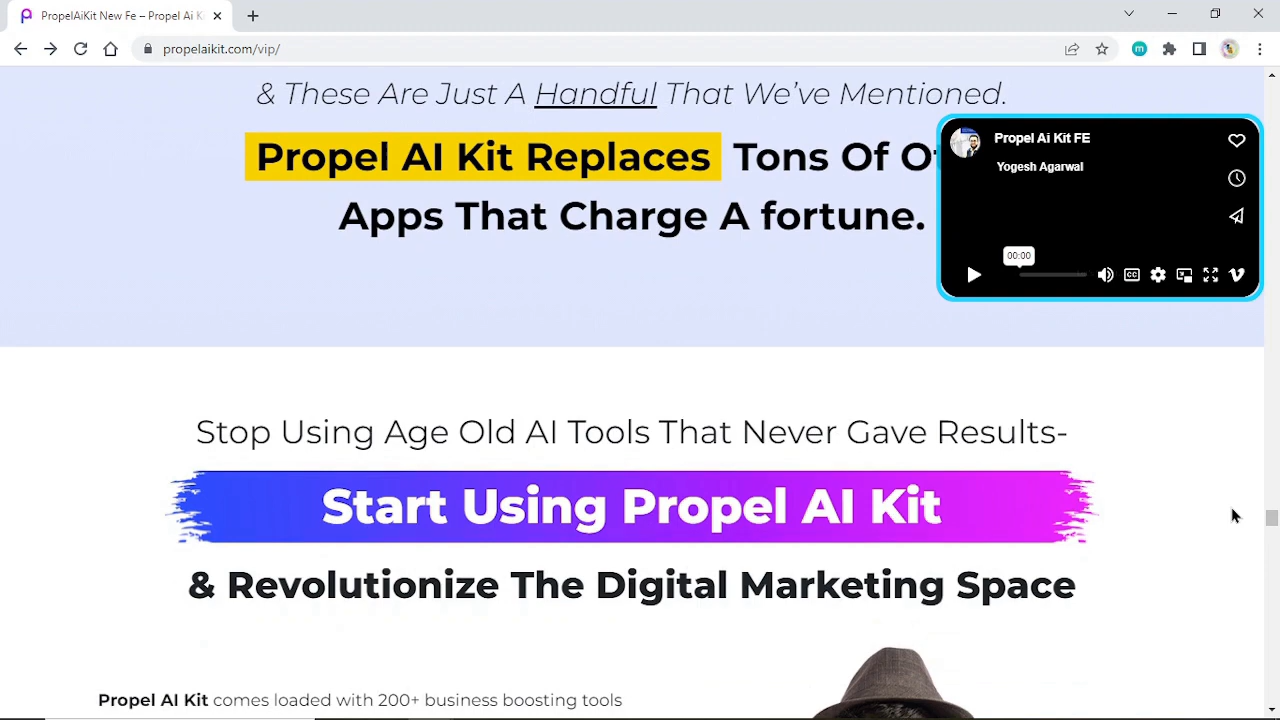 PropelAiKit New Fe – Propel Ai Ki
propelaikit.com/vip/
& These Are Just A Handful That We've Mentioned.
Propel AI Kit Replaces Tons Of
Apps That Charge A fortune.
Propel Ai Kit FE
Yogesh Agarwal
00:00
CC
Stop Using Age Old AI Tools That Never Gave Results-
Start Using Propel AI Kit
& Revolutionize The Digital Marketing Space
Propel AI Kit comes loaded with 200+ business boosting tools